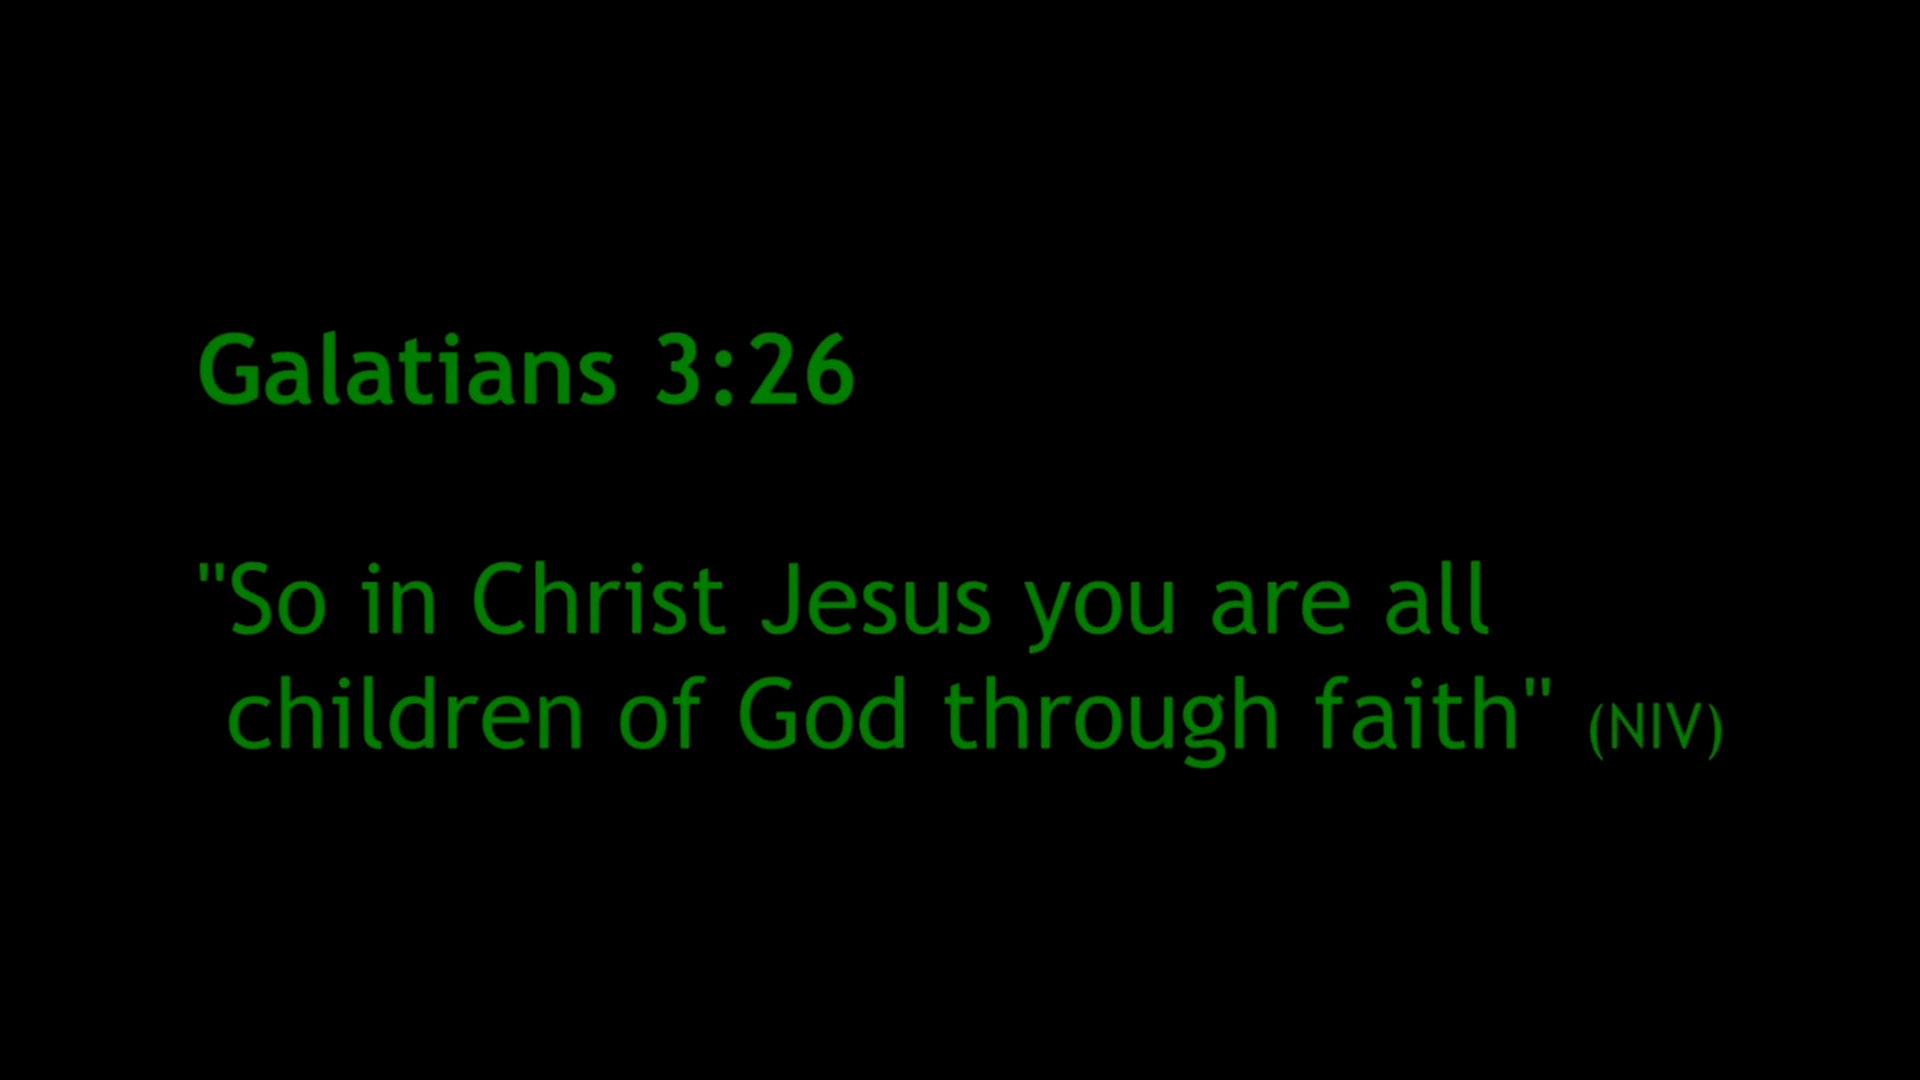 Galatians 3:26
"So in Christ Jesus you are all
children of God through faith" (NIV)